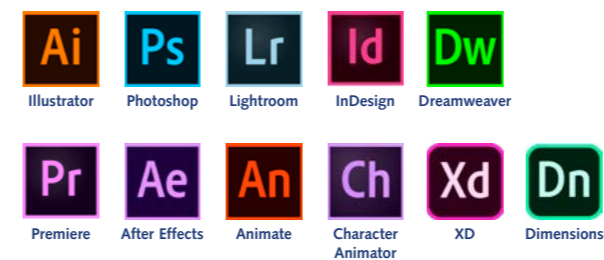 Ai Ps Lr Id Dw
Illustrator Photoshop Lightroom InDesign Dreamweaver
Pr Ae An Ch Xd Dn
Premiere After Effects Animate Character XD Dimensions
Animator